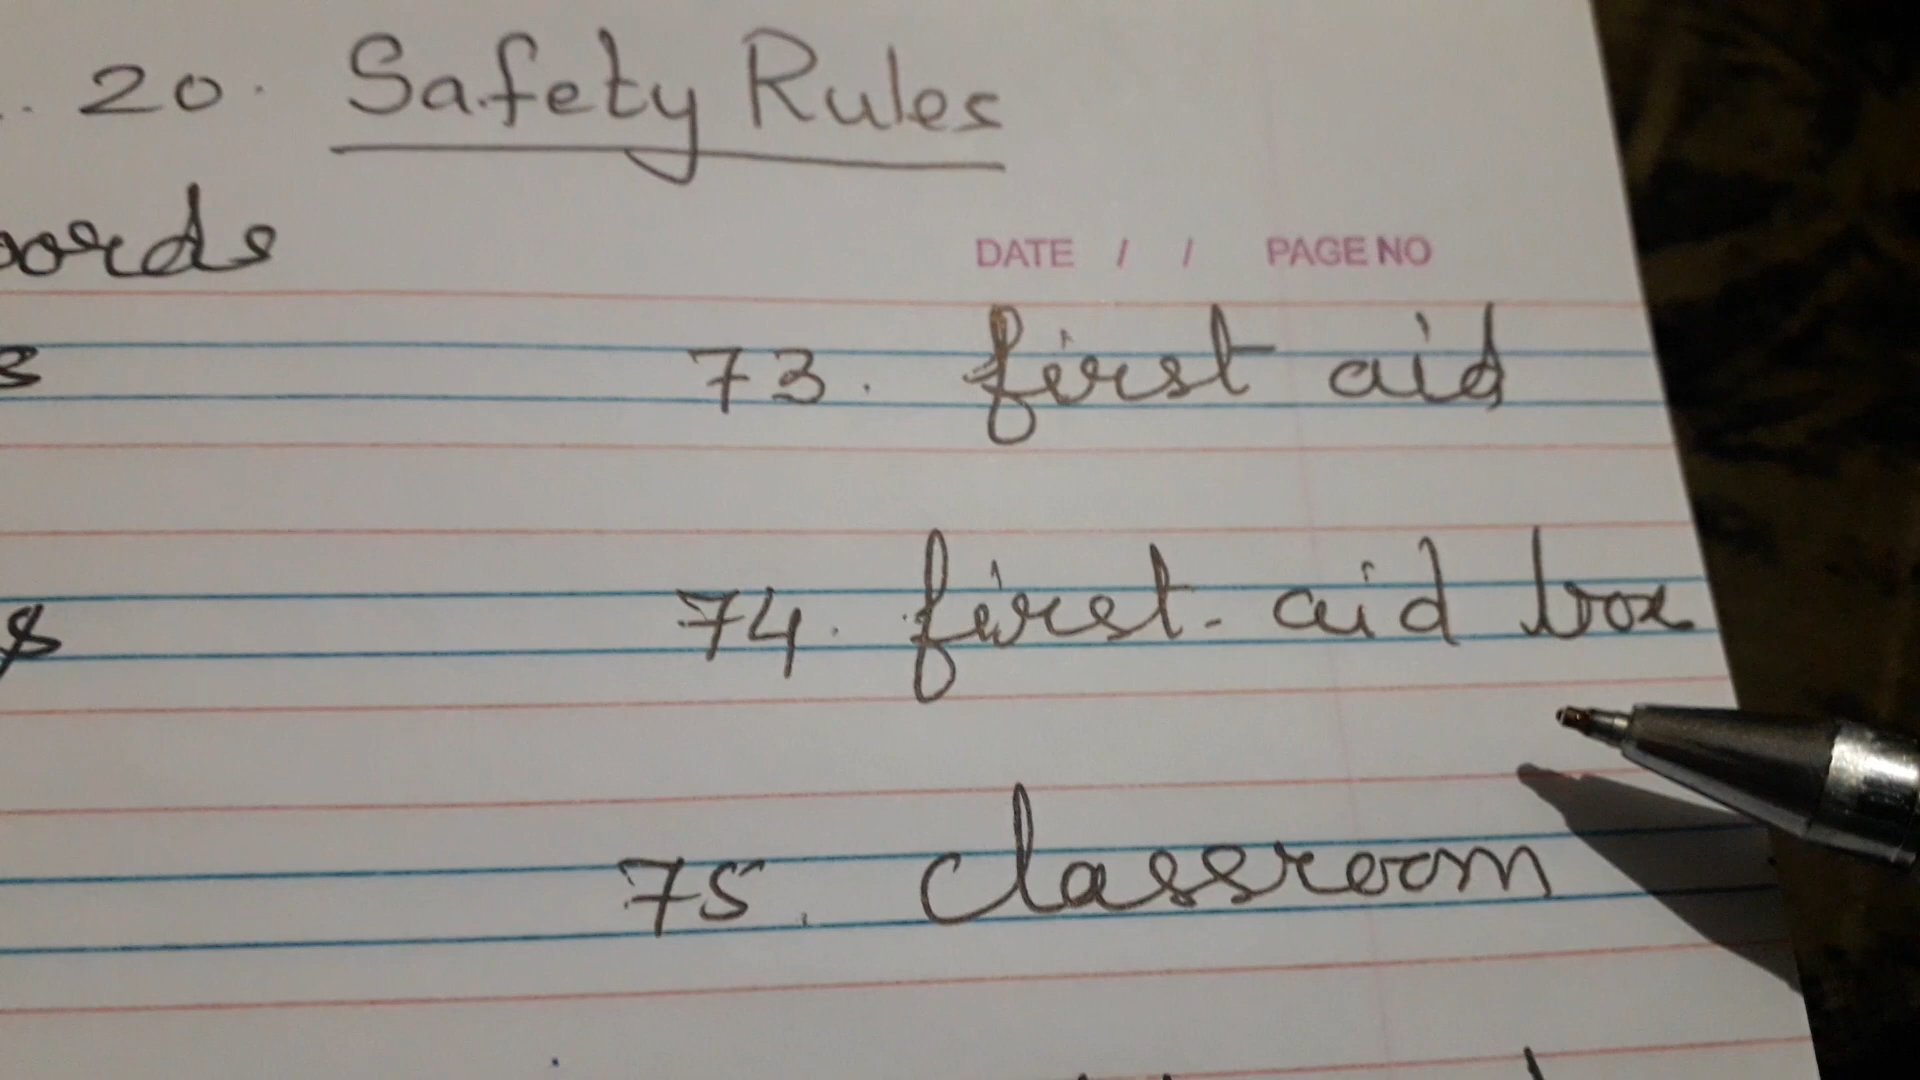 20. Safety Rules
DATE / / PAGE NO
73. first aid
74. first-aid box
75. classroom